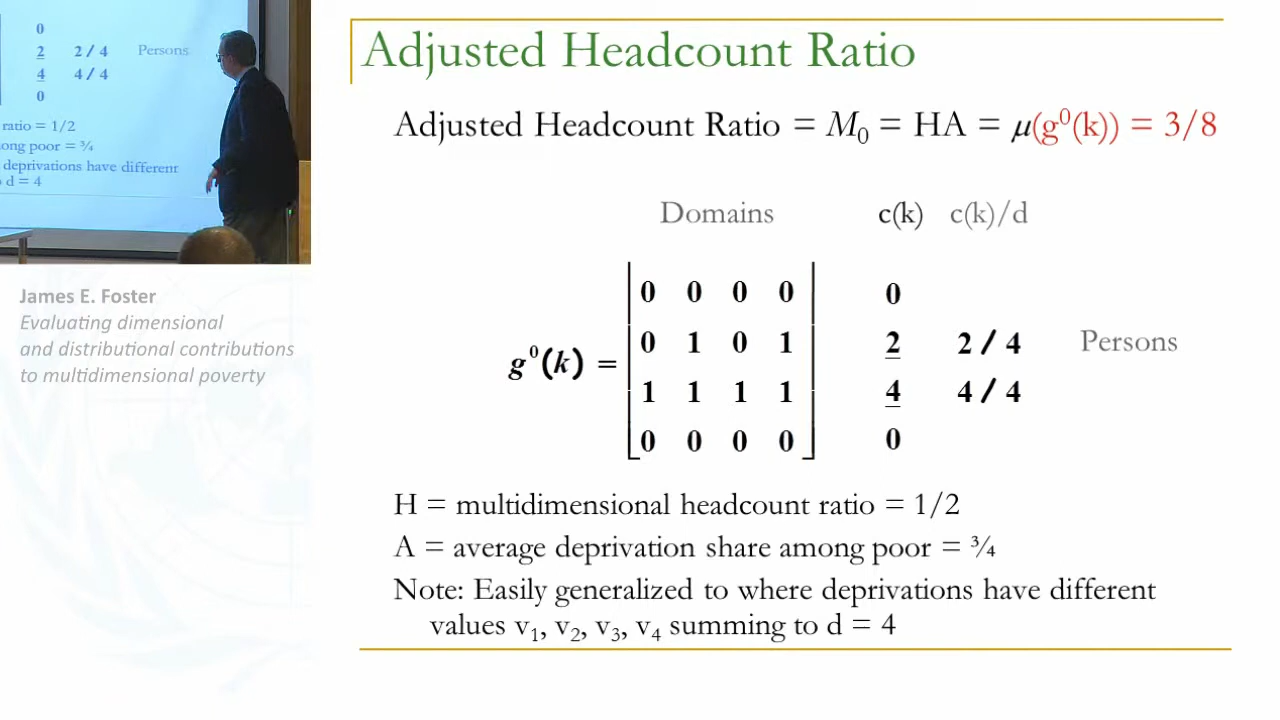 0
2 2 / 4 Persons
4 4 / 4
0
ratio = 1/2
ong poor = ¾
deprivations have different
d = 4
James E. Foster
Evaluating dimensional
and distributional contributions
to multidimensional poverty
Adjusted Headcount Ratio
Adjusted Headcount Ratio = M₀ = HA = μ(g⁰(k)) = 3/8
Domains c(k) c(k)/d
0 0 0 0 0
0 1 0 1 2 2 / 4 Persons
g⁰(k) =
1 1 1 1 4 4 / 4
0 0 0 0 0
H = multidimensional headcount ratio = 1/2
A = average deprivation share among poor = ¾
Note: Easily generalized to where deprivations have different
values v₁, v₂, v₃, v₄ summing to d = 4